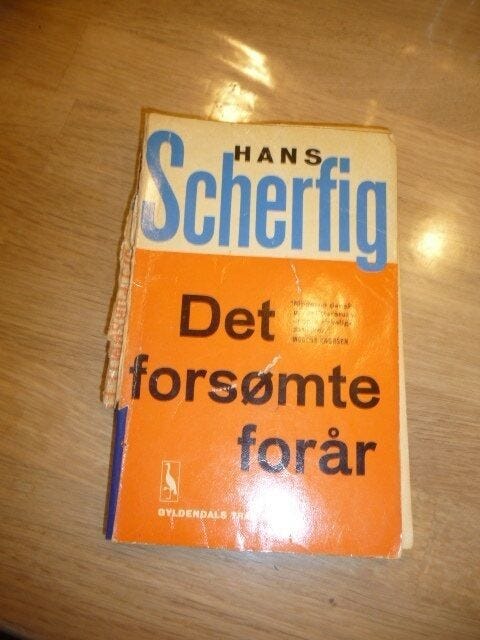 HANS
Scherfig
Det
forsømte
forår
GYLDENDALS